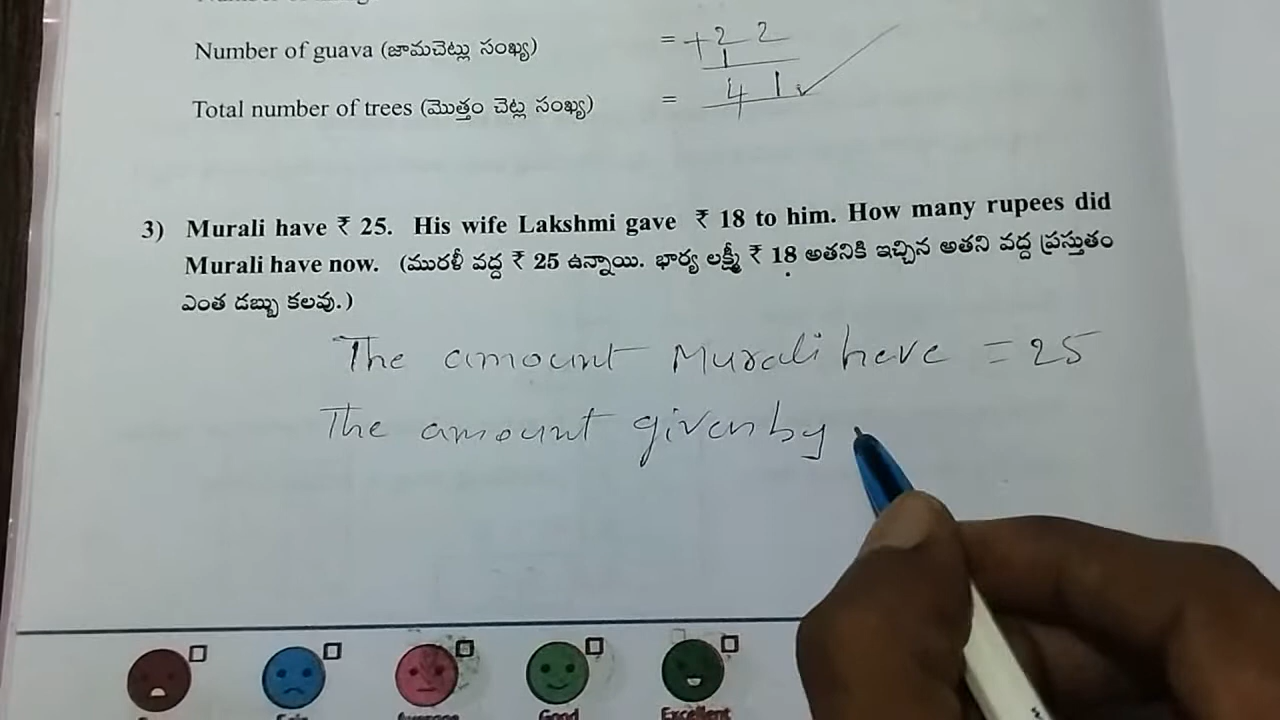 Number of guava (జామచెట్లు సంఖ్య) = +2 2
1
Total number of trees (మొత్తం చెట్ల సంఖ్య) = 4 1
3) Murali have ₹ 25. His wife Lakshmi gave ₹ 18 to him. How many rupees did
Murali have now. (మురళీ వద్ద ₹ 25 ఉన్నాయి. భార్య లక్ష్మీ ₹ 18 అతనికి ఇచ్చిన అతని వద్ద ప్రస్తుతం
ఎంత డబ్బు కలవు.)
The amount Murali have = 25
The amount given by
Good Excellent